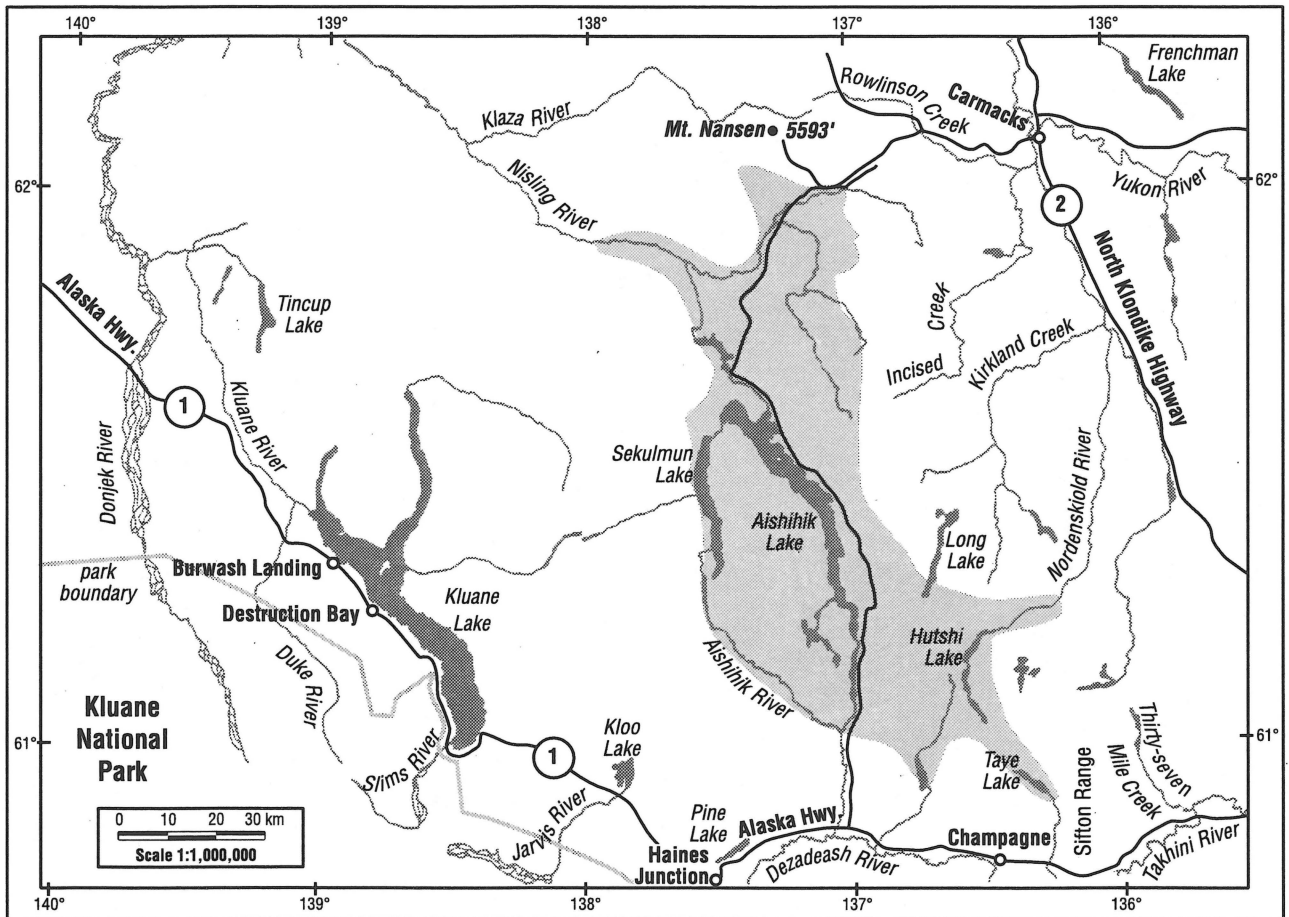 140°
139°
138°
137°
136°
Frenchman
Lake
Rowlinson
Creek
Carmacks
Klaza River
Mt. Nansen 5593'
62°
62°
Nisling River
Yukon River
2
North Klondike Highway
Alaska Hwy.
Tincup
Lake
Creek
Incised
Kirkland Creek
1
Kluane River
Donjek River
Sekulmun
Lake
Aishihik
Lake
Long
Lake
Nordenskiold River
park
boundary
Burwash Landing
Destruction Bay
Kluane
Lake
Hutshi
Lake
Duke River
Aishihik River
Kluane
National
Park
61°
61°
Slims River
1
Kloo
Lake
Taye
Lake
Sifton Range
Thirty-seven
Mile Creek
0 10 20 30 km
Scale 1:1,000,000
Jarvis River
Pine
Lake
Alaska Hwy
Champagne
Takhini River
Haines
Junction
Dezadeash River
140°
139°
138°
137°
136°